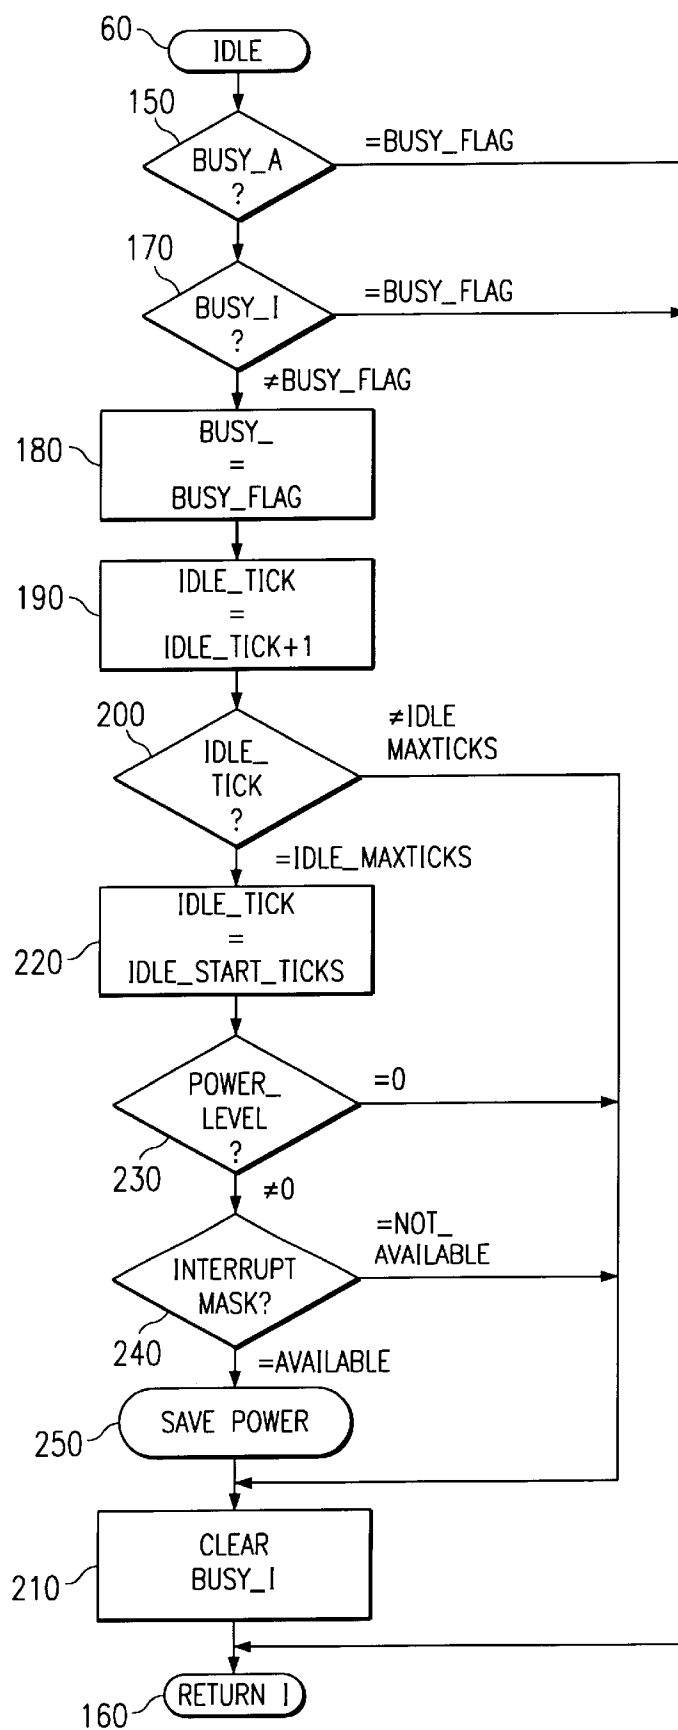 60
IDLE
150
=BUSY_FLAG
BUSY_A
?
170
=BUSY_FLAG
BUSY_I
?
≠BUSY_FLAG
180
BUSY_
=
BUSY_FLAG
190
IDLE_TICK
=
IDLE_TICK+1
200
≠IDLE
MAXTICKS
IDLE_
TICK
?
=IDLE_MAXTICKS
220
IDLE_TICK
=
IDLE_START_TICKS
POWER_
LEVEL
?
=0
230
≠0
=NOT_
AVAILABLE
INTERRUPT
MASK?
240
=AVAILABLE
SAVE POWER
250
CLEAR
BUSY_I
210
RETURN I
160